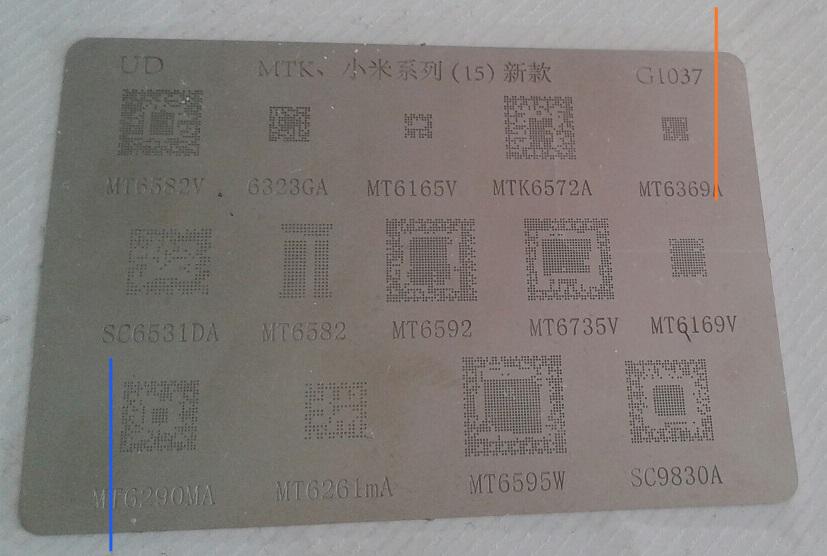 UD MTK、小米系列(15)新款 G1037
MT6582V 6323GA MT6165V MTK6572A MT6369A
SC6531DA MT6582 MT6592 MT6735V MT6169V
MT6290MA MT6261mA MT6595W SC9830A